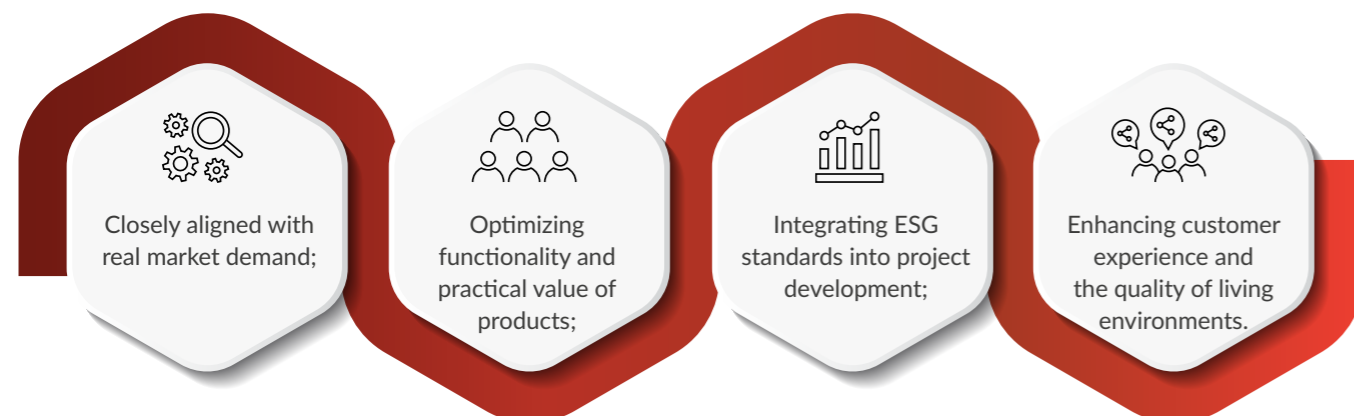 Closely aligned with
real market demand;
Optimizing
functionality and
practical value of
products;
Integrating ESG
standards into project
development;
Enhancing customer
experience and
the quality of living
environments.